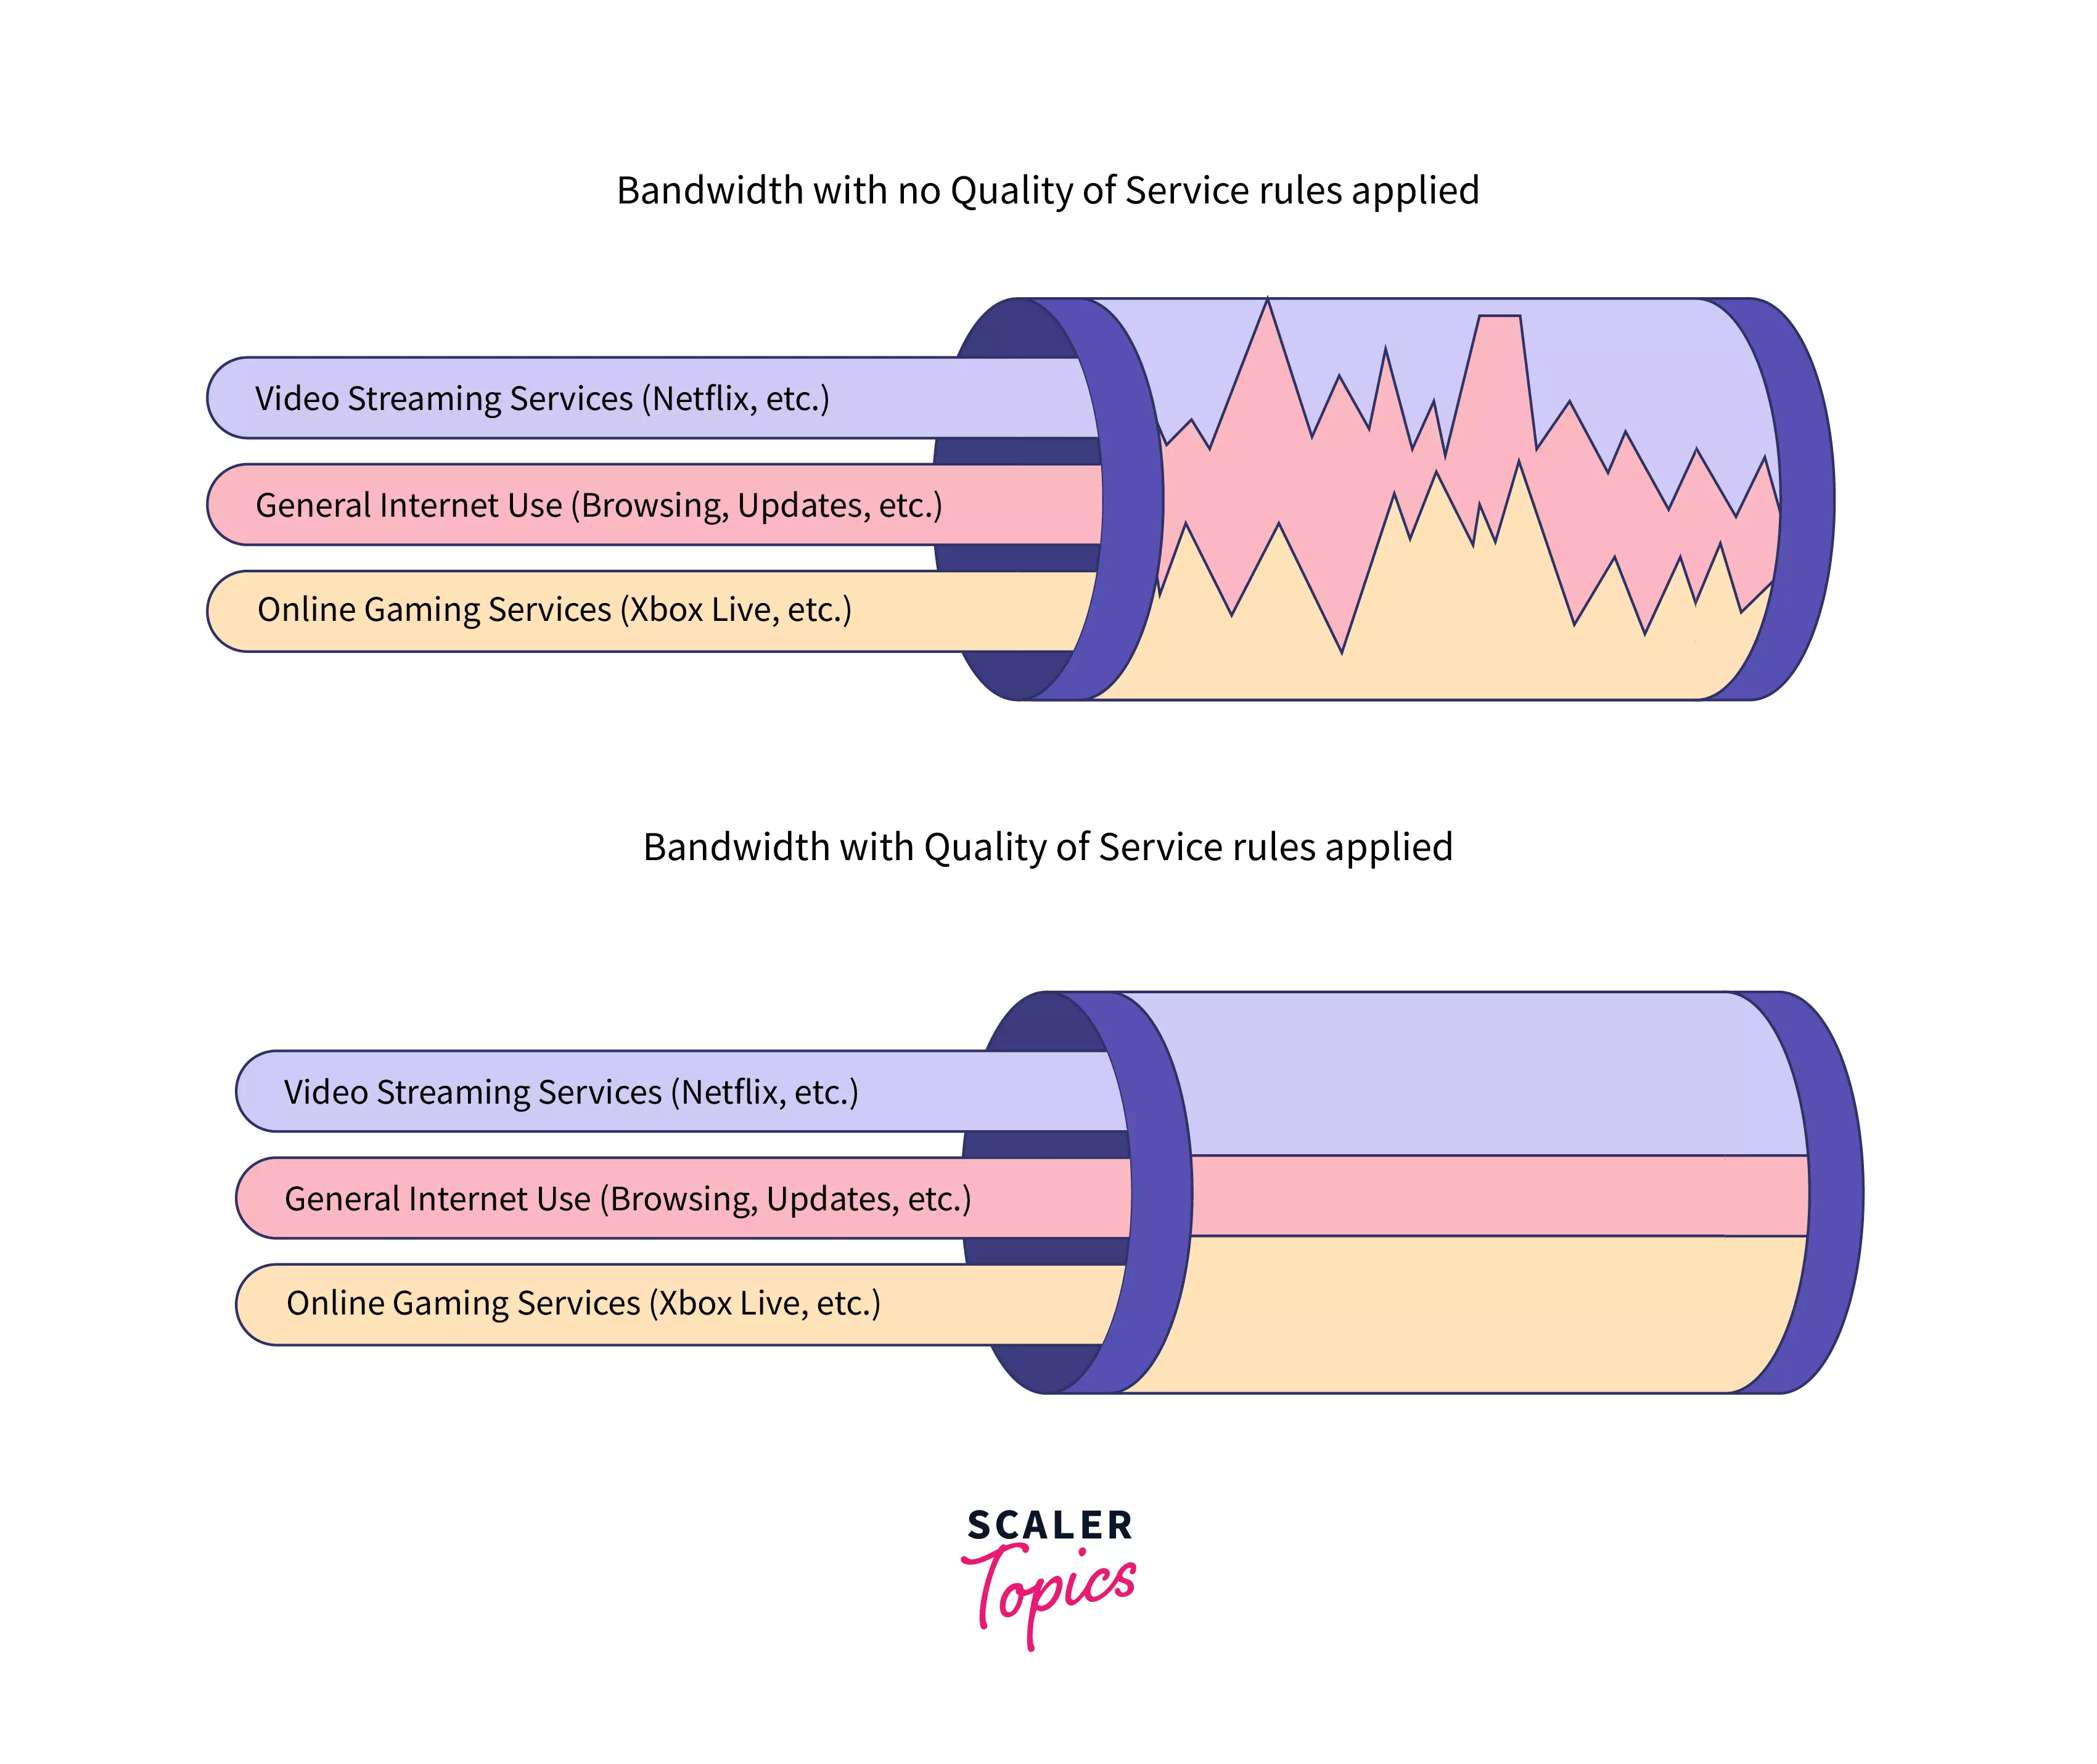 Bandwidth with no Quality of Service rules applied
Video Streaming Services (Netflix, etc.)
General Internet Use (Browsing, Updates, etc.)
Online Gaming Services (Xbox Live, etc.)
Bandwidth with Quality of Service rules applied
Video Streaming Services (Netflix, etc.)
General Internet Use (Browsing, Updates, etc.)
Online Gaming Services (Xbox Live, etc.)
SCALER
Topics